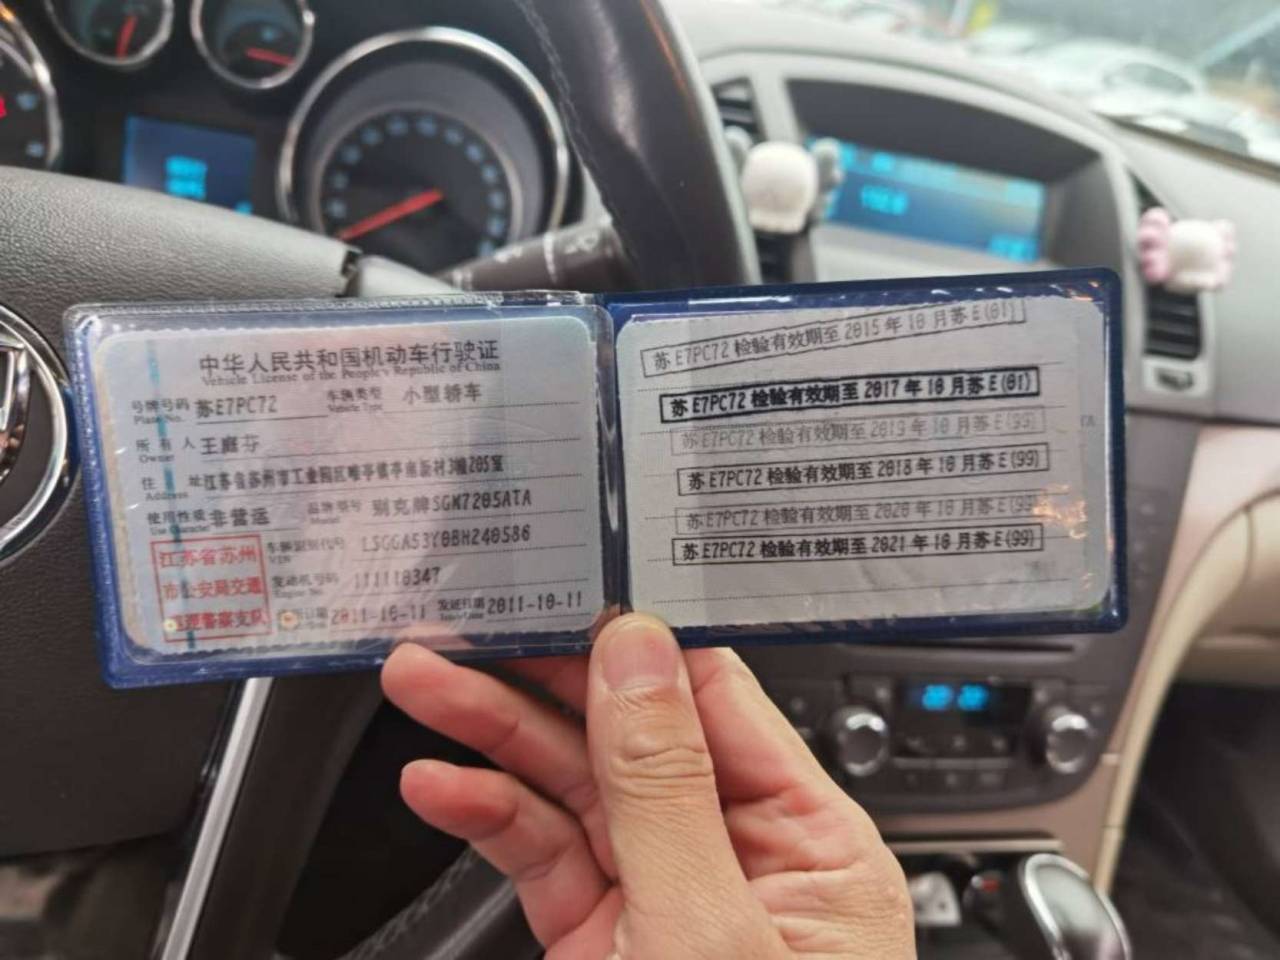 中华人民共和国机动车行驶证
Vehicle License of the People's Republic of China
号牌号码 苏E7PC72 车辆类型 小型轿车
Plate No. Vehicle Type
所有人 王庭芬
Owner
住址 江苏省苏州市工业园区唯亭镇亭南新村3幢205室
Address
使用性质 非营运 品牌型号 别克牌SGM7205ATA
Use Character Model
车辆识别代号 LSGGA53Y0BH240586
VIN
发动机号码 111110347
Engine No.
2011-10-11 发证日期 2011-10-11
Issue Date
江苏省苏州
市公安局交通
警察支队
苏E7PC72 检验有效期至 2015年10月苏E(01)
苏E7PC72 检验有效期至 2017年10月苏E(01)
苏E7PC72 检验有效期至 2019年10月苏E(99)
苏E7PC72 检验有效期至 2018年10月苏E(99)
苏E7PC72 检验有效期至 2020年10月苏E(99)
苏E7PC72 检验有效期至 2021年10月苏E(99)